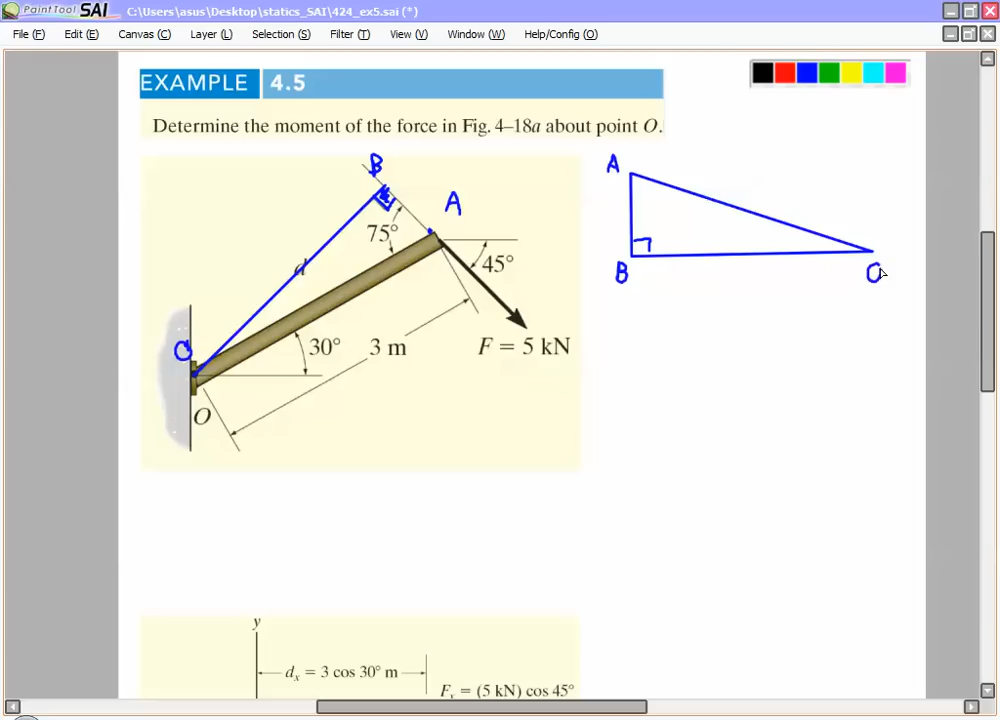 PaintTool SAI C:\Users\asus\Desktop\statics_SAI\424_ex5.sai (*)
File (F) Edit (E) Canvas (C) Layer (L) Selection (S) Filter (T) View (V) Window (W) Help/Config (O)
EXAMPLE 4.5
Determine the moment of the force in Fig. 4–18a about point O.
B
A
75°
45°
d
O
30°
3 m
F = 5 kN
O
A
B
O
y
dx = 3 cos 30° m
Fx = (5 kN) cos 45°